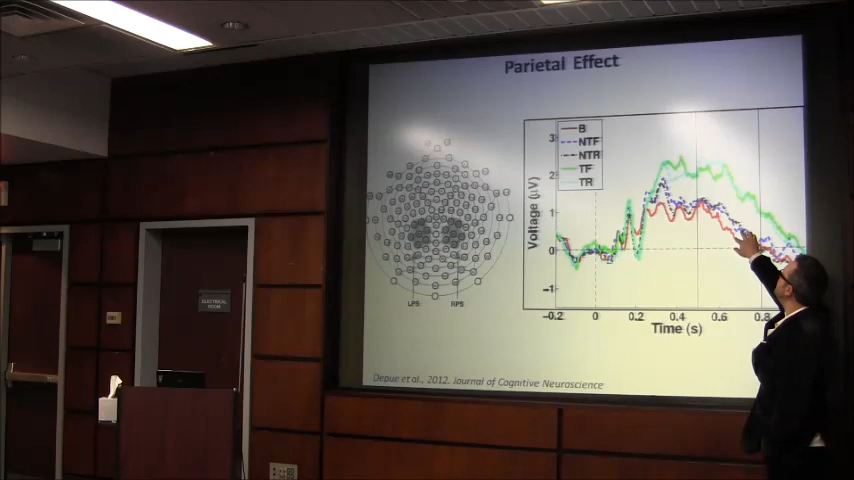 Parietal Effect
B
NTF
NTR
TF
TR
3
2
1
0
-1
Voltage (μV)
-0.2 0 0.2 0.4 0.6 0.8
Time (s)
LPS RPS
Depue et al., 2012. Journal of Cognitive Neuroscience
ELECTRICAL
ROOM